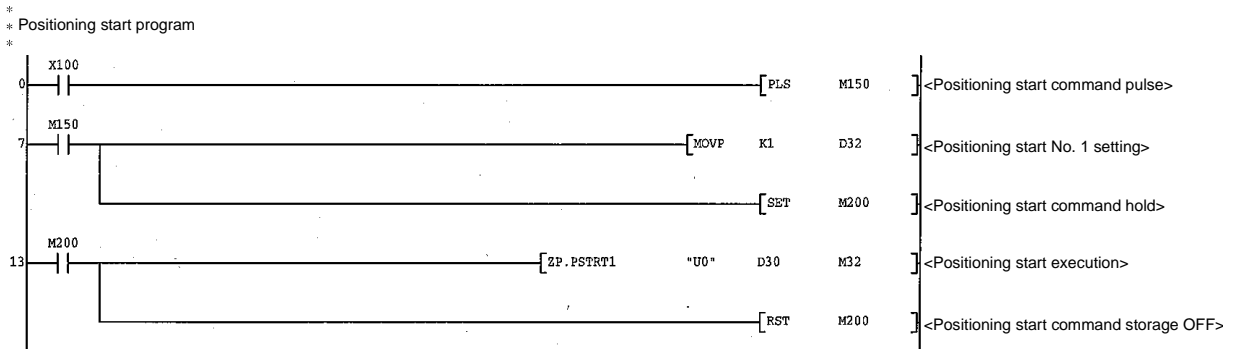 *
* Positioning start program
*
X100
0 PLS M150 <Positioning start command pulse>
M150
7 MOVP K1 D32 <Positioning start No. 1 setting>
SET M200 <Positioning start command hold>
M200
13 ZP.PSTRT1 "U0" D30 M32 <Positioning start execution>
RST M200 <Positioning start command storage OFF>